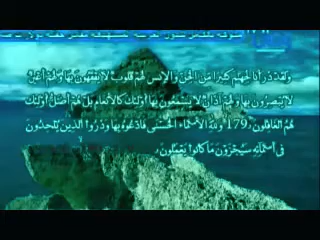 ولقد ذرأنا لجهنم كثيرا من الجن والإنس لهم قلوب لا يفقهون بها ولهم أعين
لا يبصرون بها ولهم آذان لا يسمعون بها أولئك كالأنعام بل هم أضل أولئك
هم الغافلون 179 ولله الأسماء الحسنى فادعوه بها وذروا الذين يلحدون
في أسمائه سيجزون ما كانوا يعملون